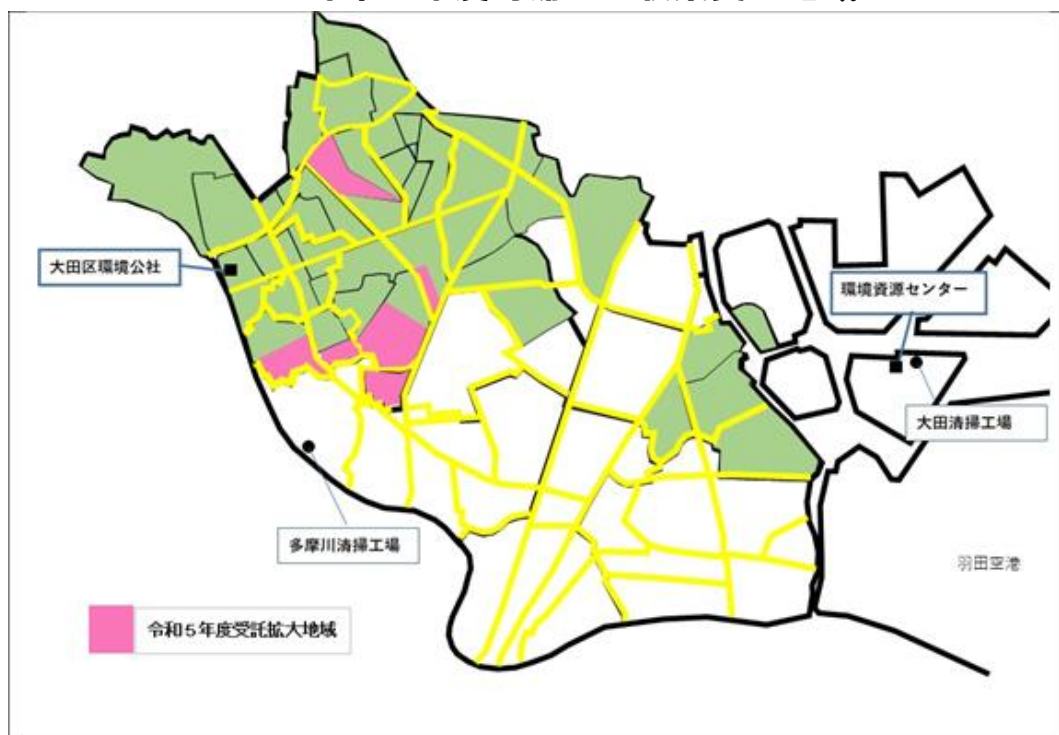 大田区環境公社
環境資源センター
大田清掃工場
多摩川清掃工場
羽田空港
令和５年度受託拡大地域